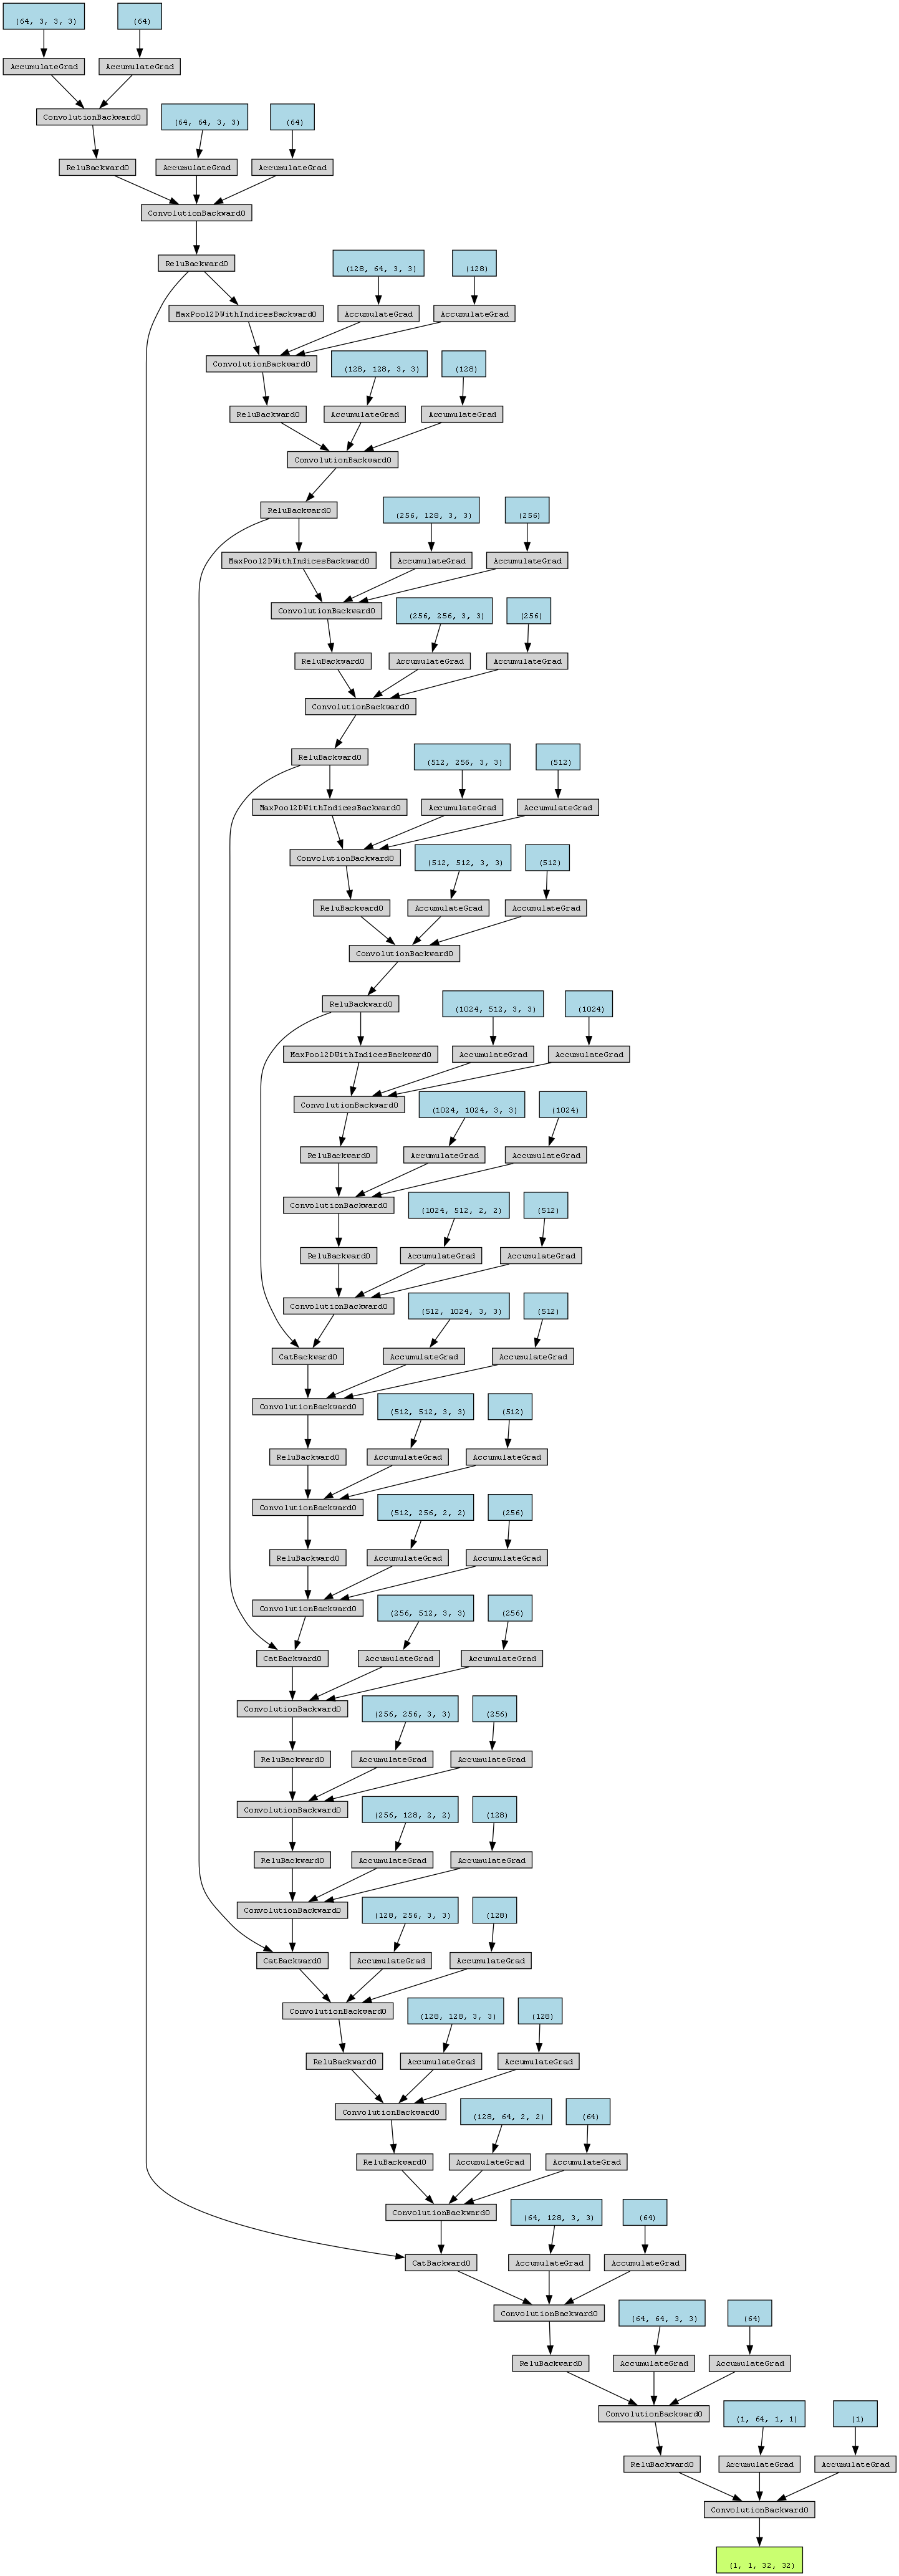 (64, 3, 3, 3)
(64)
AccumulateGrad
AccumulateGrad
ConvolutionBackward0
(64, 64, 3, 3)
(64)
ReluBackward0
AccumulateGrad
AccumulateGrad
ConvolutionBackward0
ReluBackward0
(128, 64, 3, 3)
(128)
MaxPool2DWithIndicesBackward0
AccumulateGrad
AccumulateGrad
ConvolutionBackward0
(128, 128, 3, 3)
(128)
ReluBackward0
AccumulateGrad
AccumulateGrad
ConvolutionBackward0
ReluBackward0
(256, 128, 3, 3)
(256)
MaxPool2DWithIndicesBackward0
AccumulateGrad
AccumulateGrad
ConvolutionBackward0
(256, 256, 3, 3)
(256)
ReluBackward0
AccumulateGrad
AccumulateGrad
ConvolutionBackward0
ReluBackward0
(512, 256, 3, 3)
(512)
MaxPool2DWithIndicesBackward0
AccumulateGrad
AccumulateGrad
ConvolutionBackward0
(512, 512, 3, 3)
(512)
ReluBackward0
AccumulateGrad
AccumulateGrad
ConvolutionBackward0
ReluBackward0
(1024, 512, 3, 3)
(1024)
MaxPool2DWithIndicesBackward0
AccumulateGrad
AccumulateGrad
ConvolutionBackward0
(1024, 1024, 3, 3)
(1024)
ReluBackward0
AccumulateGrad
AccumulateGrad
ConvolutionBackward0
(1024, 512, 2, 2)
(512)
ReluBackward0
AccumulateGrad
AccumulateGrad
ConvolutionBackward0
(512, 1024, 3, 3)
(512)
CatBackward0
AccumulateGrad
AccumulateGrad
ConvolutionBackward0
(512, 512, 3, 3)
(512)
ReluBackward0
AccumulateGrad
AccumulateGrad
ConvolutionBackward0
(512, 256, 2, 2)
(256)
ReluBackward0
AccumulateGrad
AccumulateGrad
ConvolutionBackward0
(256, 512, 3, 3)
(256)
CatBackward0
AccumulateGrad
AccumulateGrad
ConvolutionBackward0
(256, 256, 3, 3)
(256)
ReluBackward0
AccumulateGrad
AccumulateGrad
ConvolutionBackward0
(256, 128, 2, 2)
(128)
ReluBackward0
AccumulateGrad
AccumulateGrad
ConvolutionBackward0
(128, 256, 3, 3)
(128)
CatBackward0
AccumulateGrad
AccumulateGrad
ConvolutionBackward0
(128, 128, 3, 3)
(128)
ReluBackward0
AccumulateGrad
AccumulateGrad
ConvolutionBackward0
(128, 64, 2, 2)
(64)
ReluBackward0
AccumulateGrad
AccumulateGrad
ConvolutionBackward0
(64, 128, 3, 3)
(64)
CatBackward0
AccumulateGrad
AccumulateGrad
ConvolutionBackward0
(64, 64, 3, 3)
(64)
ReluBackward0
AccumulateGrad
AccumulateGrad
ConvolutionBackward0
(1, 64, 1, 1)
(1)
ReluBackward0
AccumulateGrad
AccumulateGrad
ConvolutionBackward0
(1, 1, 32, 32)